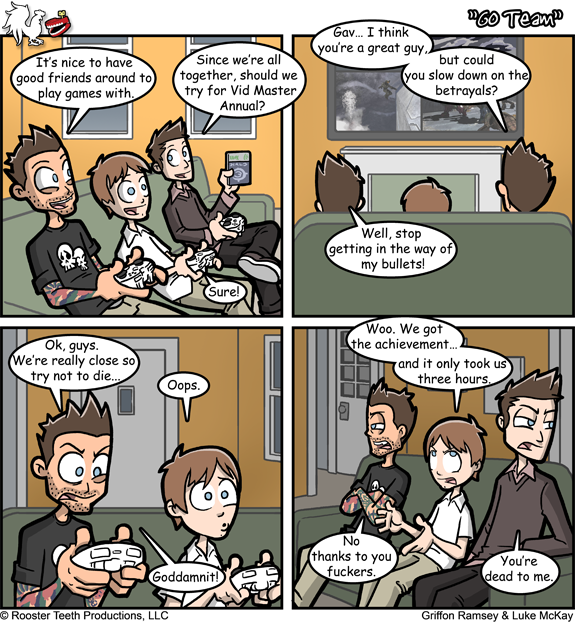 "Go Team"
It's nice to have
good friends around to
play games with.
Since we're all
together, should we
try for Vid Master
Annual?
Sure!
Gav... I think
you're a great guy,
but could
you slow down on the
betrayals?
Well, stop
getting in the way of
my bullets!
Ok, guys.
We're really close so
try not to die...
Oops.
Goddamnit!
Woo. We got
the achievement...
and it only took us
three hours.
No
thanks to you
fuckers.
You're
dead to me.
© Rooster Teeth Productions, LLC
Griffon Ramsey & Luke McKay